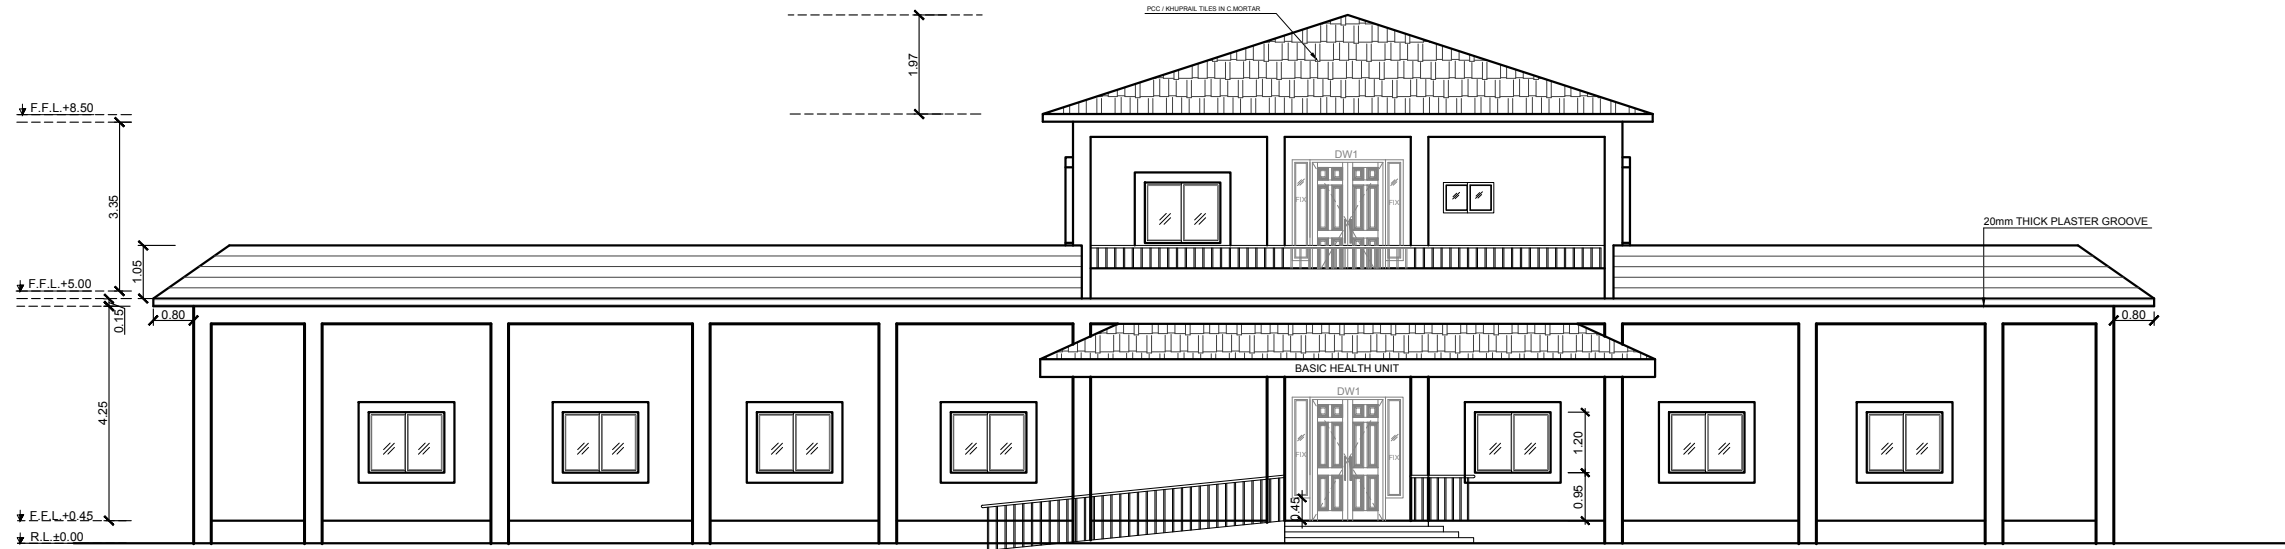 PCC / KHUPRAIL TILES IN C.MORTAR
1.97
F.F.L.+8.50
DW1
FIX
FIX
3.35
20mm THICK PLASTER GROOVE
1.05
F.F.L.+5.00
0.15
0.80
0.80
BASIC HEALTH UNIT
DW1
4.25
FIX
FIX
1.20
0.95
0.45
F.F.L.+0.45
R.L.±0.00